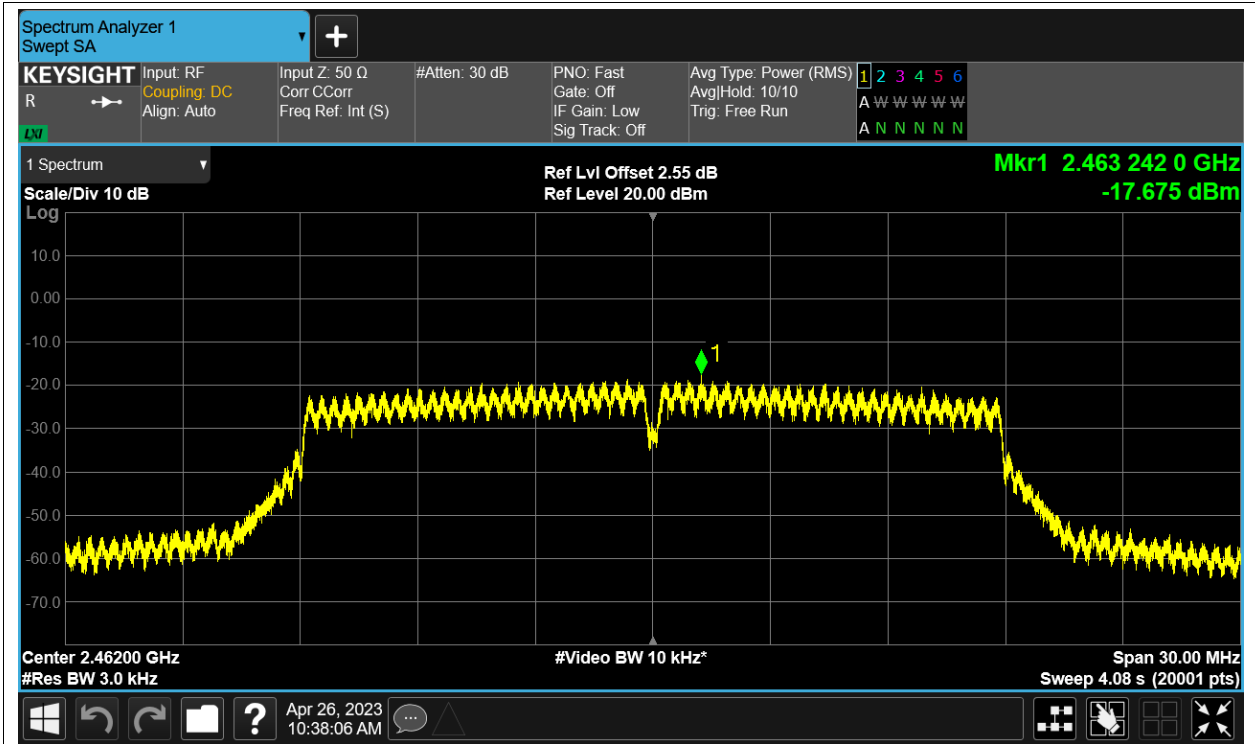 Spectrum Analyzer 1
Swept SA
+
KEYSIGHT
R
LXI
Input: RF
Coupling: DC
Align: Auto
Input Z: 50 Ω
Corr CCorr
Freq Ref: Int (S)
#Atten: 30 dB
PNO: Fast
Gate: Off
IF Gain: Low
Sig Track: Off
Avg Type: Power (RMS)
Avg|Hold: 10/10
Trig: Free Run
1 2 3 4 5 6
A W W W W W
A N N N N N
1 Spectrum
Scale/Div 10 dB
Log
Ref Lvl Offset 2.55 dB
Ref Level 20.00 dBm
Mkr1 2.463 242 0 GHz
-17.675 dBm
10.0
0.00
-10.0
1
-20.0
-30.0
-40.0
-50.0
-60.0
-70.0
Center 2.46200 GHz
#Res BW 3.0 kHz
#Video BW 10 kHz*
Span 30.00 MHz
Sweep 4.08 s (20001 pts)
?
Apr 26, 2023
10:38:06 AM